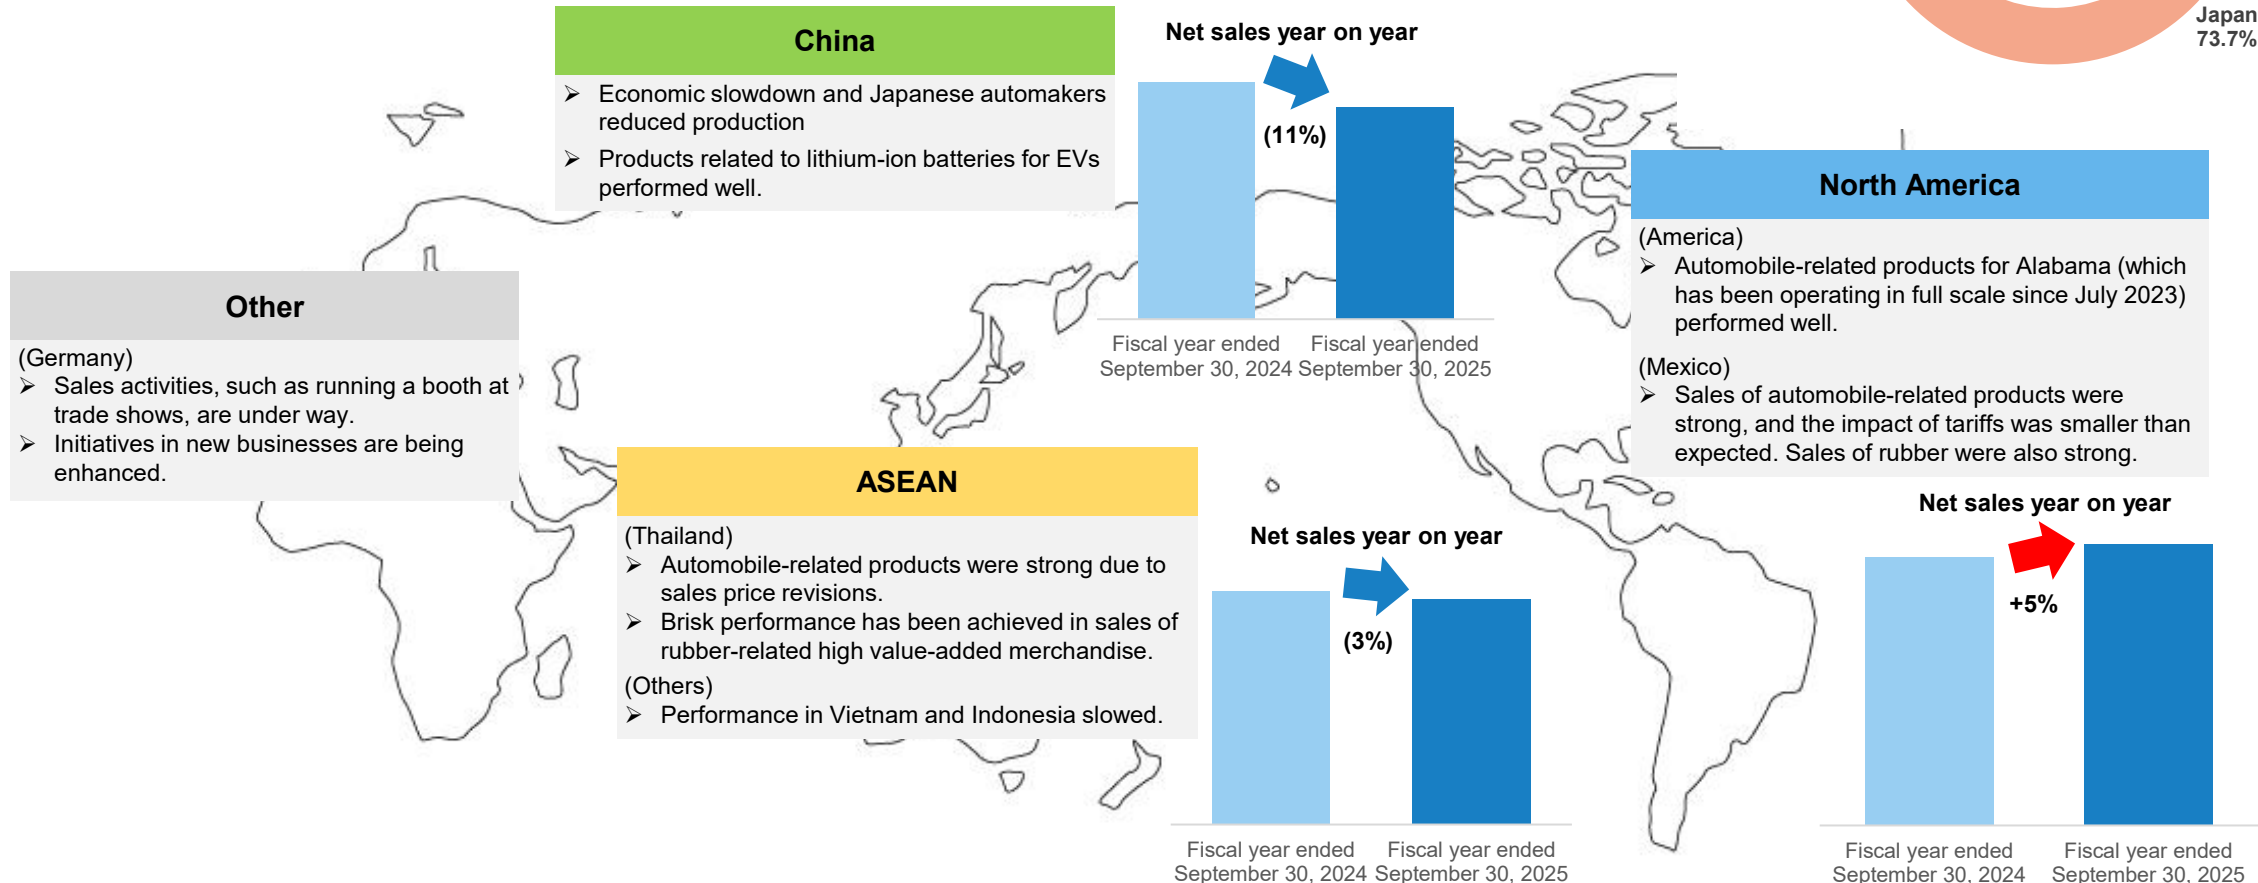 Japan
73.7%
China
➢ Economic slowdown and Japanese automakers
reduced production
➢ Products related to lithium-ion batteries for EVs
performed well.
Net sales year on year
(11%)
Fiscal year ended
September 30, 2024
Fiscal year ended
September 30, 2025
North America
(America)
➢ Automobile-related products for Alabama (which
has been operating in full scale since July 2023)
performed well.
(Mexico)
➢ Sales of automobile-related products were
strong, and the impact of tariffs was smaller than
expected. Sales of rubber were also strong.
Other
(Germany)
➢ Sales activities, such as running a booth at
trade shows, are under way.
➢ Initiatives in new businesses are being
enhanced.
ASEAN
(Thailand)
➢ Automobile-related products were strong due to
sales price revisions.
➢ Brisk performance has been achieved in sales of
rubber-related high value-added merchandise.
(Others)
➢ Performance in Vietnam and Indonesia slowed.
Net sales year on year
(3%)
Fiscal year ended
September 30, 2024
Fiscal year ended
September 30, 2025
Net sales year on year
+5%
Fiscal year ended
September 30, 2024
Fiscal year ended
September 30, 2025